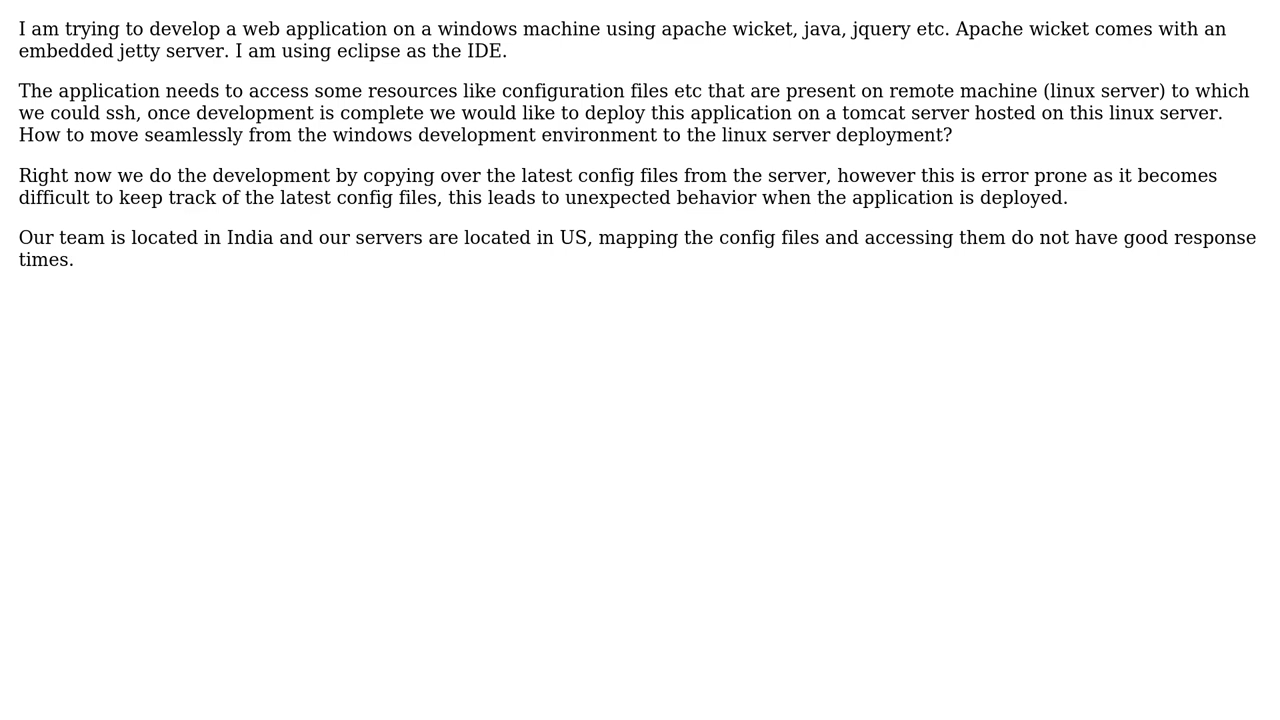 I am trying to develop a web application on a windows machine using apache wicket, java, jquery etc. Apache wicket comes with an
embedded jetty server. I am using eclipse as the IDE.
The application needs to access some resources like configuration files etc that are present on remote machine (linux server) to which
we could ssh, once development is complete we would like to deploy this application on a tomcat server hosted on this linux server.
How to move seamlessly from the windows development environment to the linux server deployment?
Right now we do the development by copying over the latest config files from the server, however this is error prone as it becomes
difficult to keep track of the latest config files, this leads to unexpected behavior when the application is deployed.
Our team is located in India and our servers are located in US, mapping the config files and accessing them do not have good response
times.